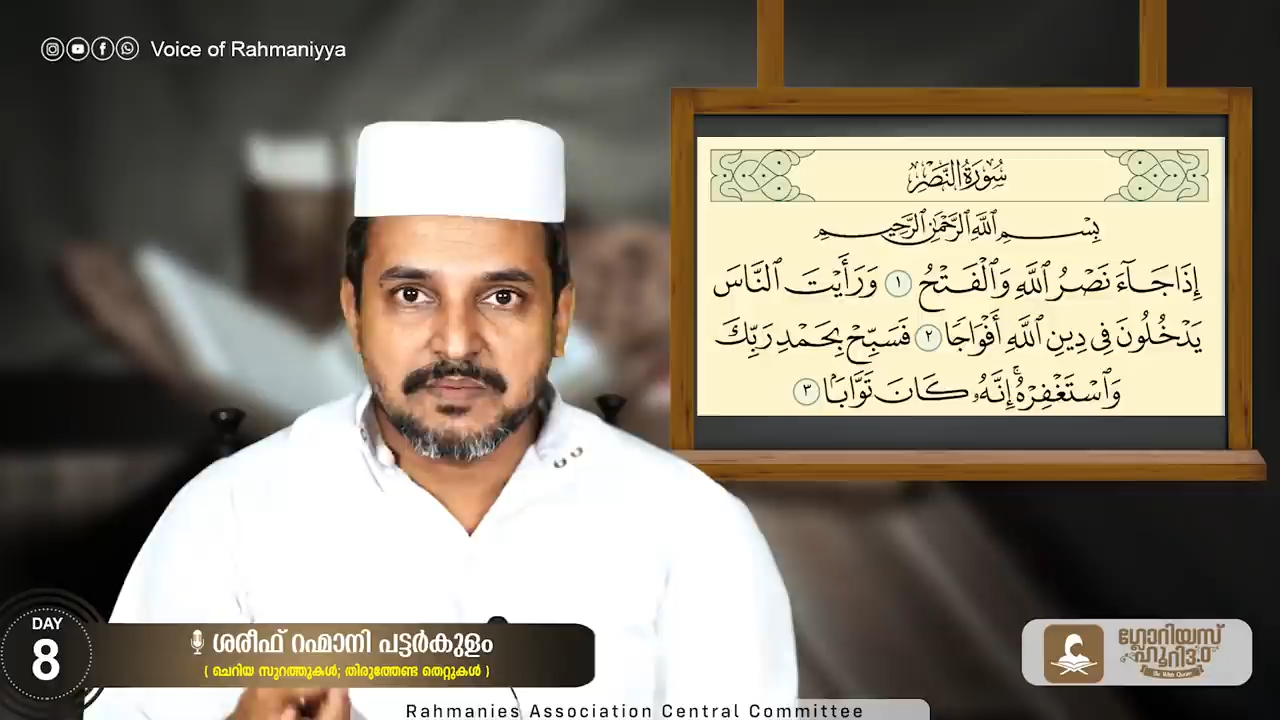 Voice of Rahmaniyya
سُورَةُ النَّصْرِ
بِسْمِ ٱللَّهِ ٱلرَّحْمَٰنِ ٱلرَّحِيمِ
إِذَا جَآءَ نَصْرُ ٱللَّهِ وَٱلْفَتْحُ ١ وَرَأَيْتَ ٱلنَّاسَ
يَدْخُلُونَ فِى دِينِ ٱللَّهِ أَفْوَاجًا ٢ فَسَبِّحْ بِحَمْدِ رَبِّكَ
وَٱسْتَغْفِرْهُ ۚ إِنَّهُۥ كَانَ تَوَّابًۢا ٣
DAY
8
ശരീഫ് റഹ്മാനി പട്ടർകുളം
( ചെറിയ സൂറത്തുകൾ; തിരുത്തേണ്ട തെറ്റുകൾ )
ഗ്ലോറിയസ്
Rahmanies Association Central Committee